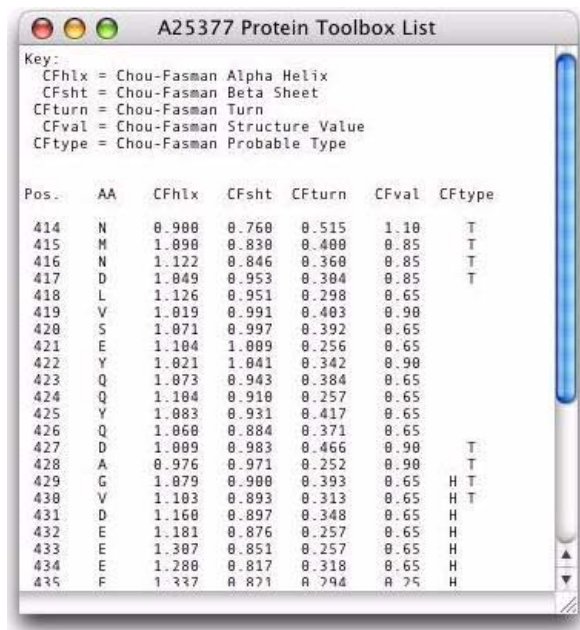 A25377 Protein Toolbox List
Key:
CFhlx = Chou-Fasman Alpha Helix
CFsht = Chou-Fasman Beta Sheet
CFturn = Chou-Fasman Turn
CFval = Chou-Fasman Structure Value
CFtype = Chou-Fasman Probable Type
Pos. AA CFhlx CFsht CFturn CFval CFtype
414 N 0.900 0.760 0.515 1.10 T
415 M 1.090 0.830 0.400 0.85 T
416 N 1.122 0.846 0.360 0.85 T
417 D 1.049 0.953 0.304 0.85 T
418 L 1.126 0.951 0.298 0.65
419 V 1.019 0.991 0.403 0.90
420 S 1.071 0.997 0.392 0.65
421 E 1.104 1.009 0.256 0.65
422 Y 1.021 1.041 0.342 0.90
423 Q 1.073 0.943 0.384 0.65
424 Q 1.104 0.910 0.257 0.65
425 Y 1.083 0.931 0.417 0.65
426 Q 1.060 0.884 0.371 0.65
427 D 1.009 0.983 0.466 0.90 T
428 A 0.976 0.971 0.252 0.90 T
429 G 1.079 0.900 0.393 0.65 H T
430 V 1.103 0.893 0.313 0.65 H T
431 D 1.160 0.897 0.348 0.65 H
432 E 1.181 0.876 0.257 0.65 H
433 E 1.307 0.851 0.257 0.65 H
434 E 1.280 0.817 0.318 0.65 H
435 1.337 0.821 0.294 0.25 H